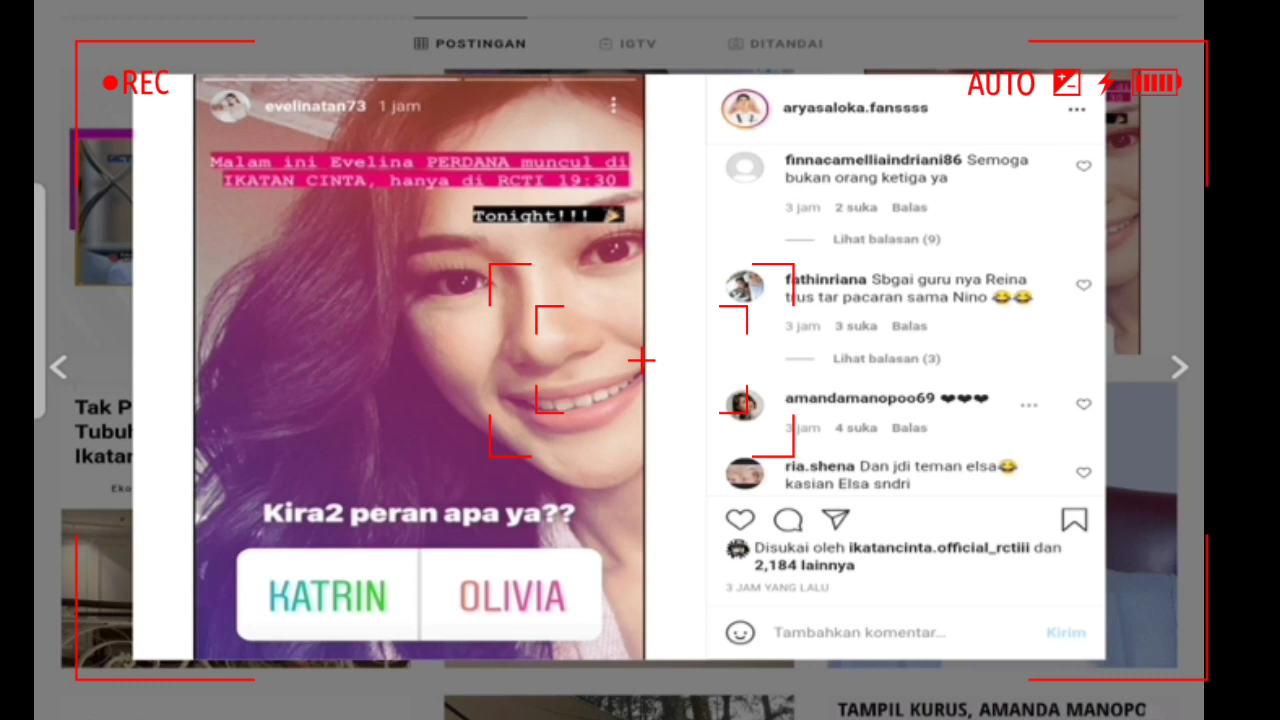 POSTINGAN
IGTV
DITANDAI
REC
AUTO
evelinatan73 1 jam
Malam ini Evelina PERDANA muncul di
IKATAN CINTA, hanya di RCTI 19:30
Tonight!!!
Kira2 peran apa ya??
KATRIN
OLIVIA
aryasaloka.fanssss
finnacamelliaindriani86 Semoga
bukan orang ketiga ya
3 jam 2 suka Balas
Lihat balasan (9)
fathinriana Sbgai guru nya Reina
trus tar pacaran sama Nino 😂😂
3 jam 3 suka Balas
Lihat balasan (3)
amandamanopoo69 ❤❤❤
3 jam 4 suka Balas
ria.shena Dan jdi teman elsa😂
kasian Elsa sndri
Disukai oleh ikatancinta.official_rctiii dan
2,184 lainnya
3 JAM YANG LALU
Tambahkan komentar...
Kirim
Tak P
Tubuh
Ikatan
Eko
TAMPIL KURUS, AMANDA MANOPO